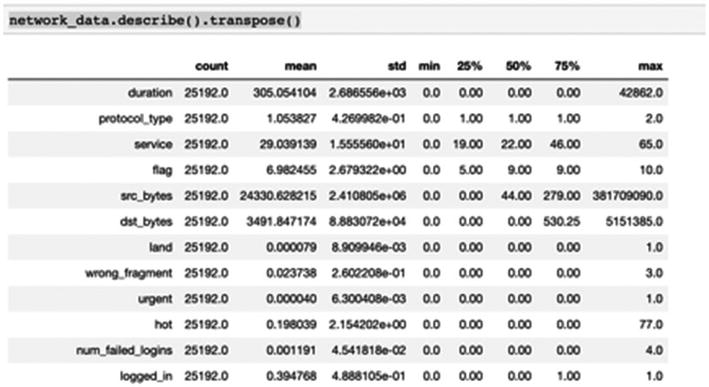 network_data.describe().transpose()
count mean std min 25% 50% 75% max
duration 25192.0 305.054104 2.686556e+03 0.0 0.00 0.00 0.00 42862.0
protocol_type 25192.0 1.053827 4.269982e-01 0.0 1.00 1.00 1.00 2.0
service 25192.0 29.039139 1.555560e+01 0.0 19.00 22.00 46.00 65.0
flag 25192.0 6.982455 2.679322e+00 0.0 5.00 9.00 9.00 10.0
src_bytes 25192.0 24330.628215 2.410805e+06 0.0 0.00 44.00 279.00 381709090.0
dst_bytes 25192.0 3491.847174 8.883072e+04 0.0 0.00 0.00 530.25 5151385.0
land 25192.0 0.000079 8.909946e-03 0.0 0.00 0.00 0.00 1.0
wrong_fragment 25192.0 0.023738 2.602208e-01 0.0 0.00 0.00 0.00 3.0
urgent 25192.0 0.000040 6.300408e-03 0.0 0.00 0.00 0.00 1.0
hot 25192.0 0.198039 2.154202e+00 0.0 0.00 0.00 0.00 77.0
num_failed_logins 25192.0 0.001191 4.541818e-02 0.0 0.00 0.00 0.00 4.0
logged_in 25192.0 0.394768 4.888105e-01 0.0 0.00 0.00 1.00 1.0